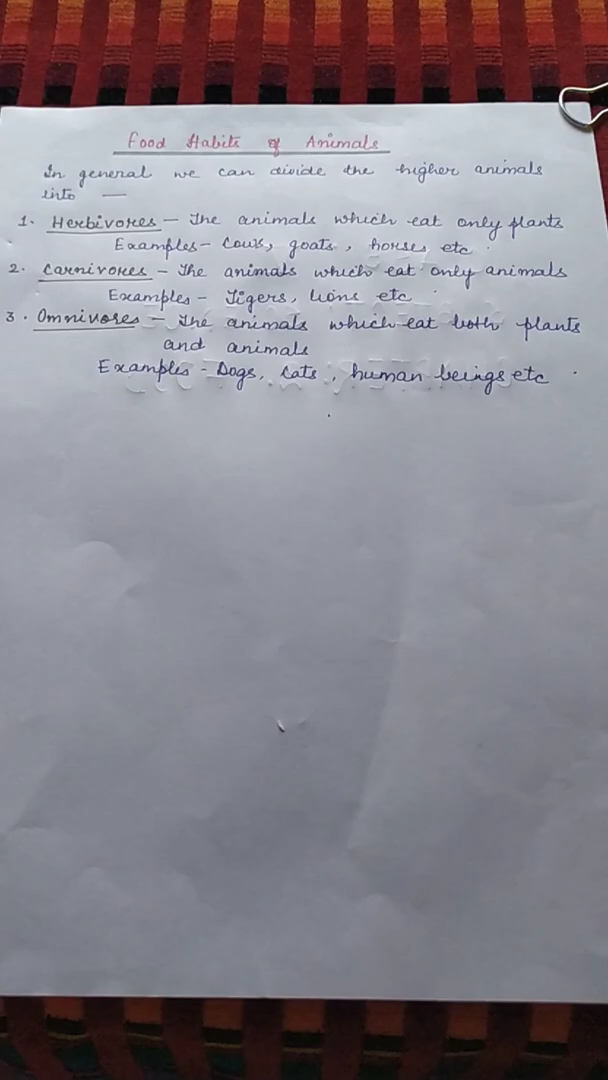 Food Habits of Animals
In general we can divide the higher animals
into —
1. Herbivores — The animals which eat only plants
Examples - Cows, goats, horses etc.
2. Carnivores - The animals which eat only animals
Examples - Tigers, lions etc.
3. Omnivores - The animals which eat both plants
and animals
Examples - Dogs, Cats, human beings etc.